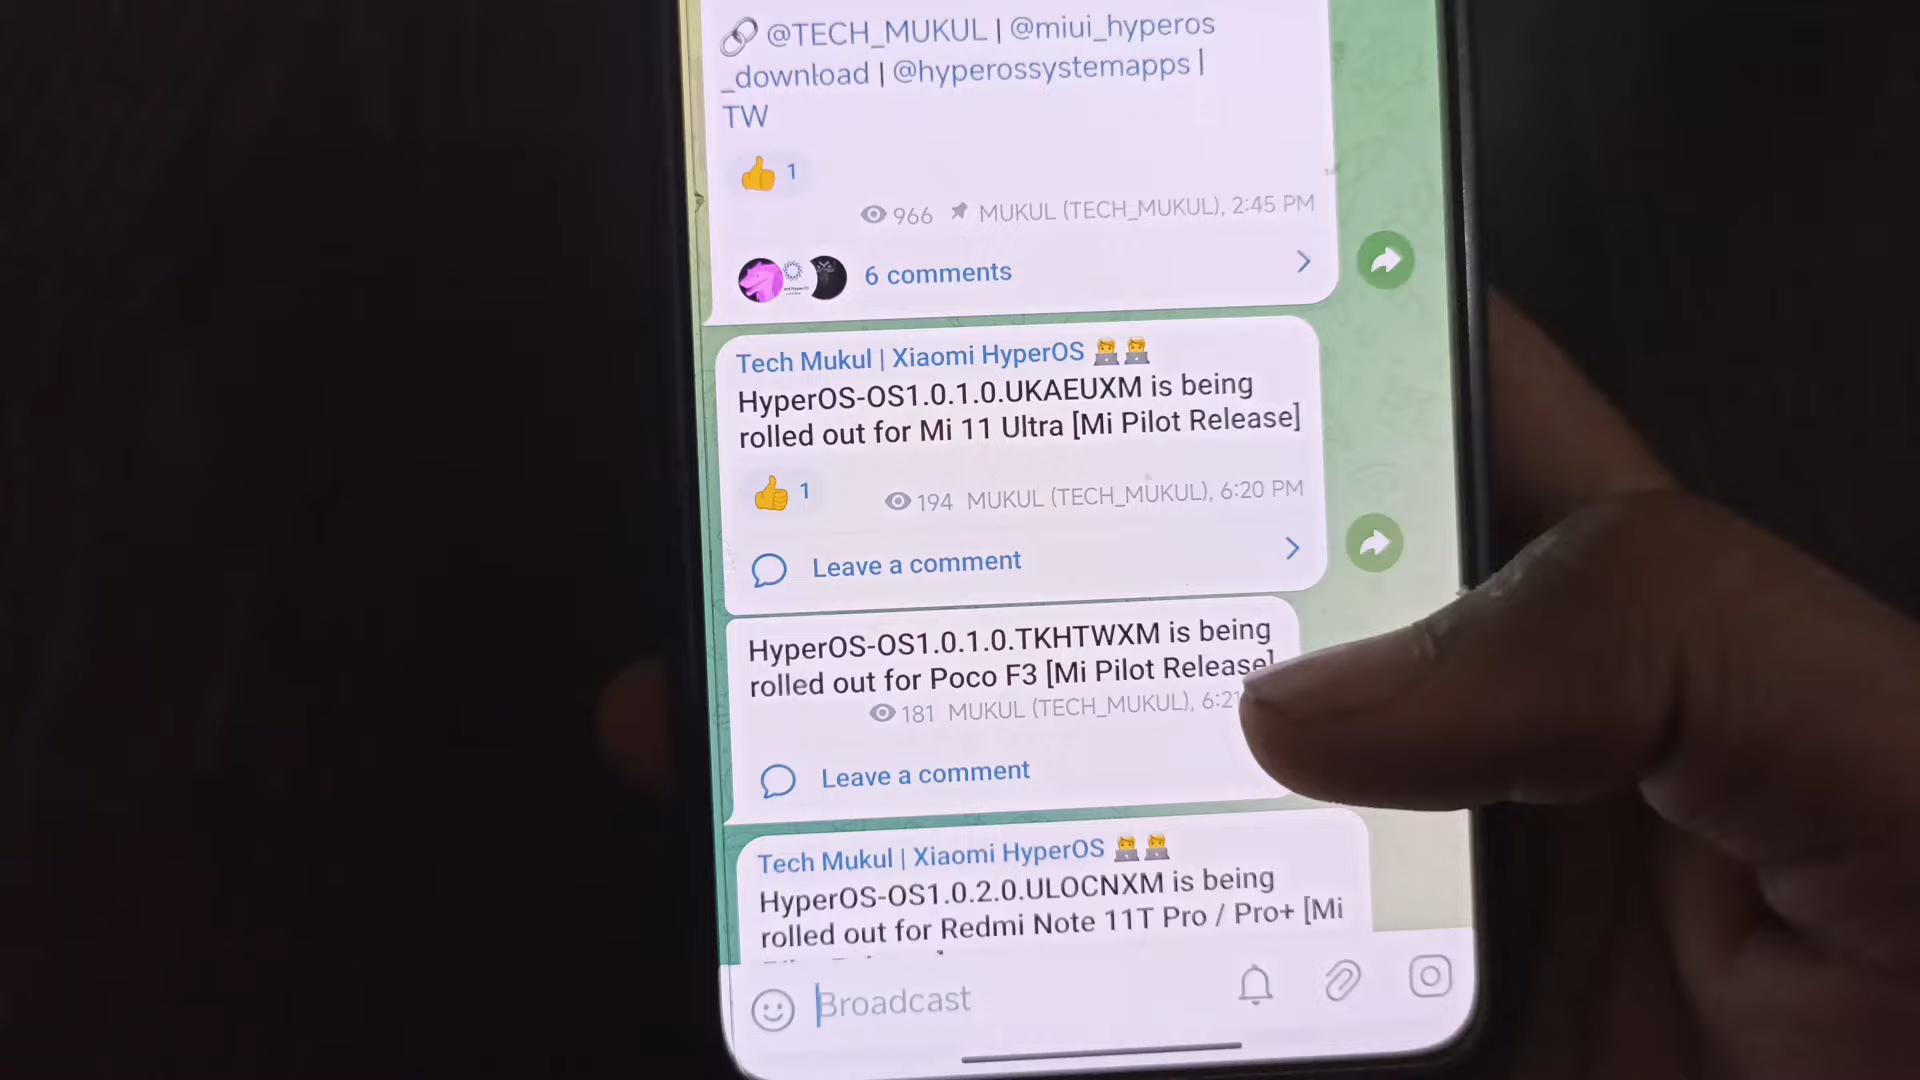 @TECH_MUKUL | @miui_hyperos
_download | @hyperossystemapps |
TW
👍 1
966 MUKUL (TECH_MUKUL), 2:45 PM
6 comments
Tech Mukul | Xiaomi HyperOS 👨‍💻👨‍💻
HyperOS-OS1.0.1.0.UKAEUXM is being
rolled out for Mi 11 Ultra [Mi Pilot Release]
👍 1
194 MUKUL (TECH_MUKUL), 6:20 PM
Leave a comment
HyperOS-OS1.0.1.0.TKHTWXM is being
rolled out for Poco F3 [Mi Pilot Release]
181 MUKUL (TECH_MUKUL), 6:21
Leave a comment
Tech Mukul | Xiaomi HyperOS 👨‍💻👨‍💻
HyperOS-OS1.0.2.0.ULOCNXM is being
rolled out for Redmi Note 11T Pro / Pro+ [Mi
Broadcast